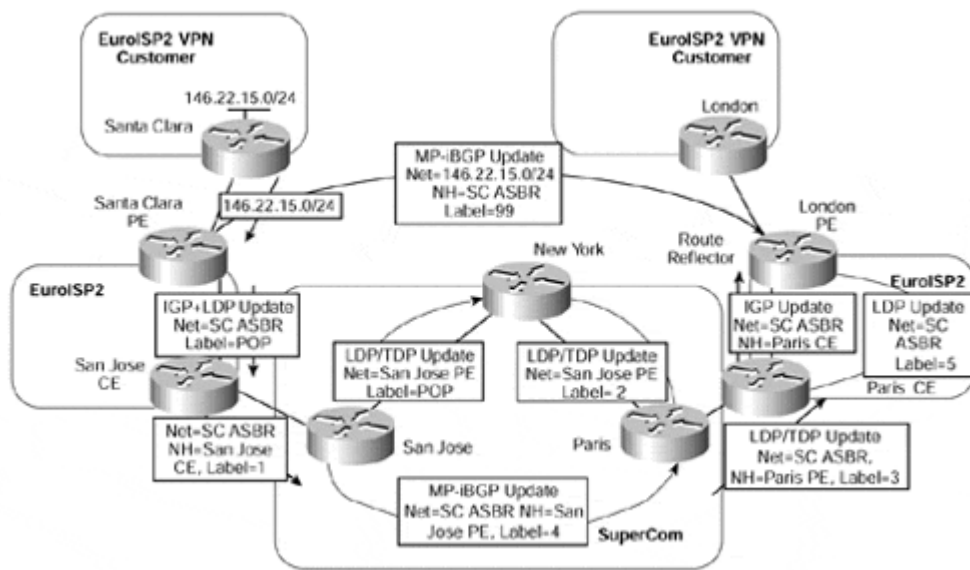 EuroISP2 VPN
Customer
146.22.15.0/24
Santa Clara
EuroISP2 VPN
Customer
London
MP-iBGP Update
Net=146.22.15.0/24
NH=SC ASBR
Label=99
Santa Clara
PE
146.22.15.0/24
London
PE
New York
Route
Reflector
EuroISP2
EuroISP2
IGP+LDP Update
Net=SC ASBR
Label=POP
IGP Update
Net=SC ASBR
NH=Paris CE
LDP Update
Net=SC
ASBR
Label=5
San Jose
CE
LDP/TDP Update
Net=San Jose PE
Label=POP
LDP/TDP Update
Net=San Jose PE
Label= 2
Paris CE
Net=SC ASBR
NH=San Jose
CE, Label=1
San Jose
Paris
LDP/TDP Update
Net=SC ASBR,
NH=Paris PE, Label=3
MP-iBGP Update
Net=SC ASBR NH=San
Jose PE, Label=4
SuperCom